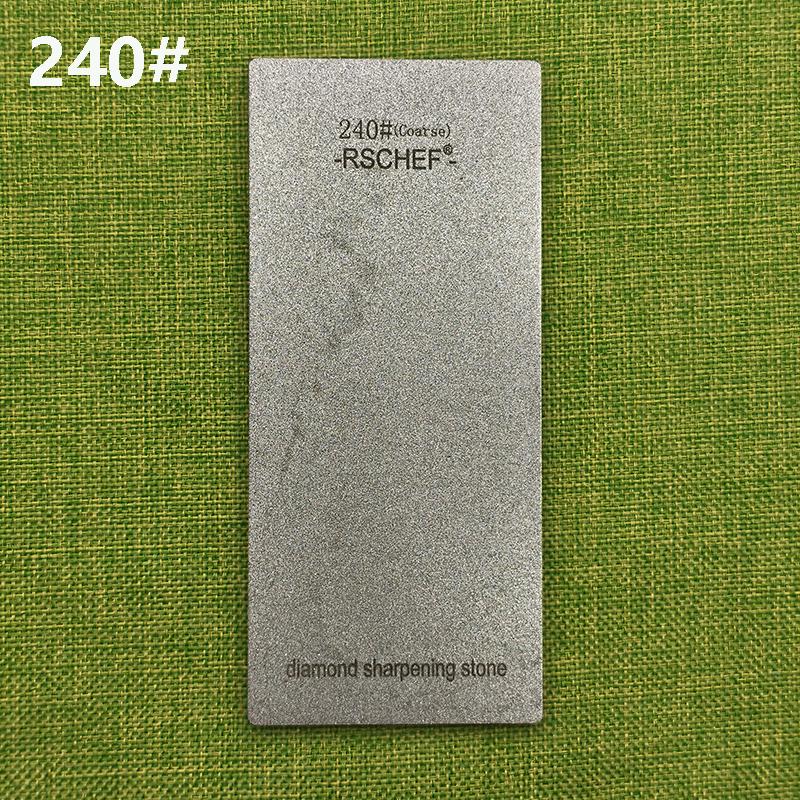 240#
240#(Coarse)
-RSCHEF®-
diamond sharpening stone